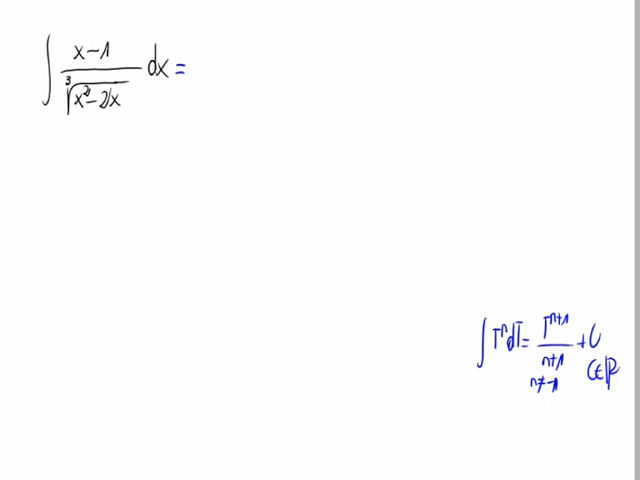 ∫ (x-1)/∛(x²-2x) dx =
∫ Tⁿ dT = Tⁿ⁺¹/(n+1) + C
n≠-1 C∈ℝ